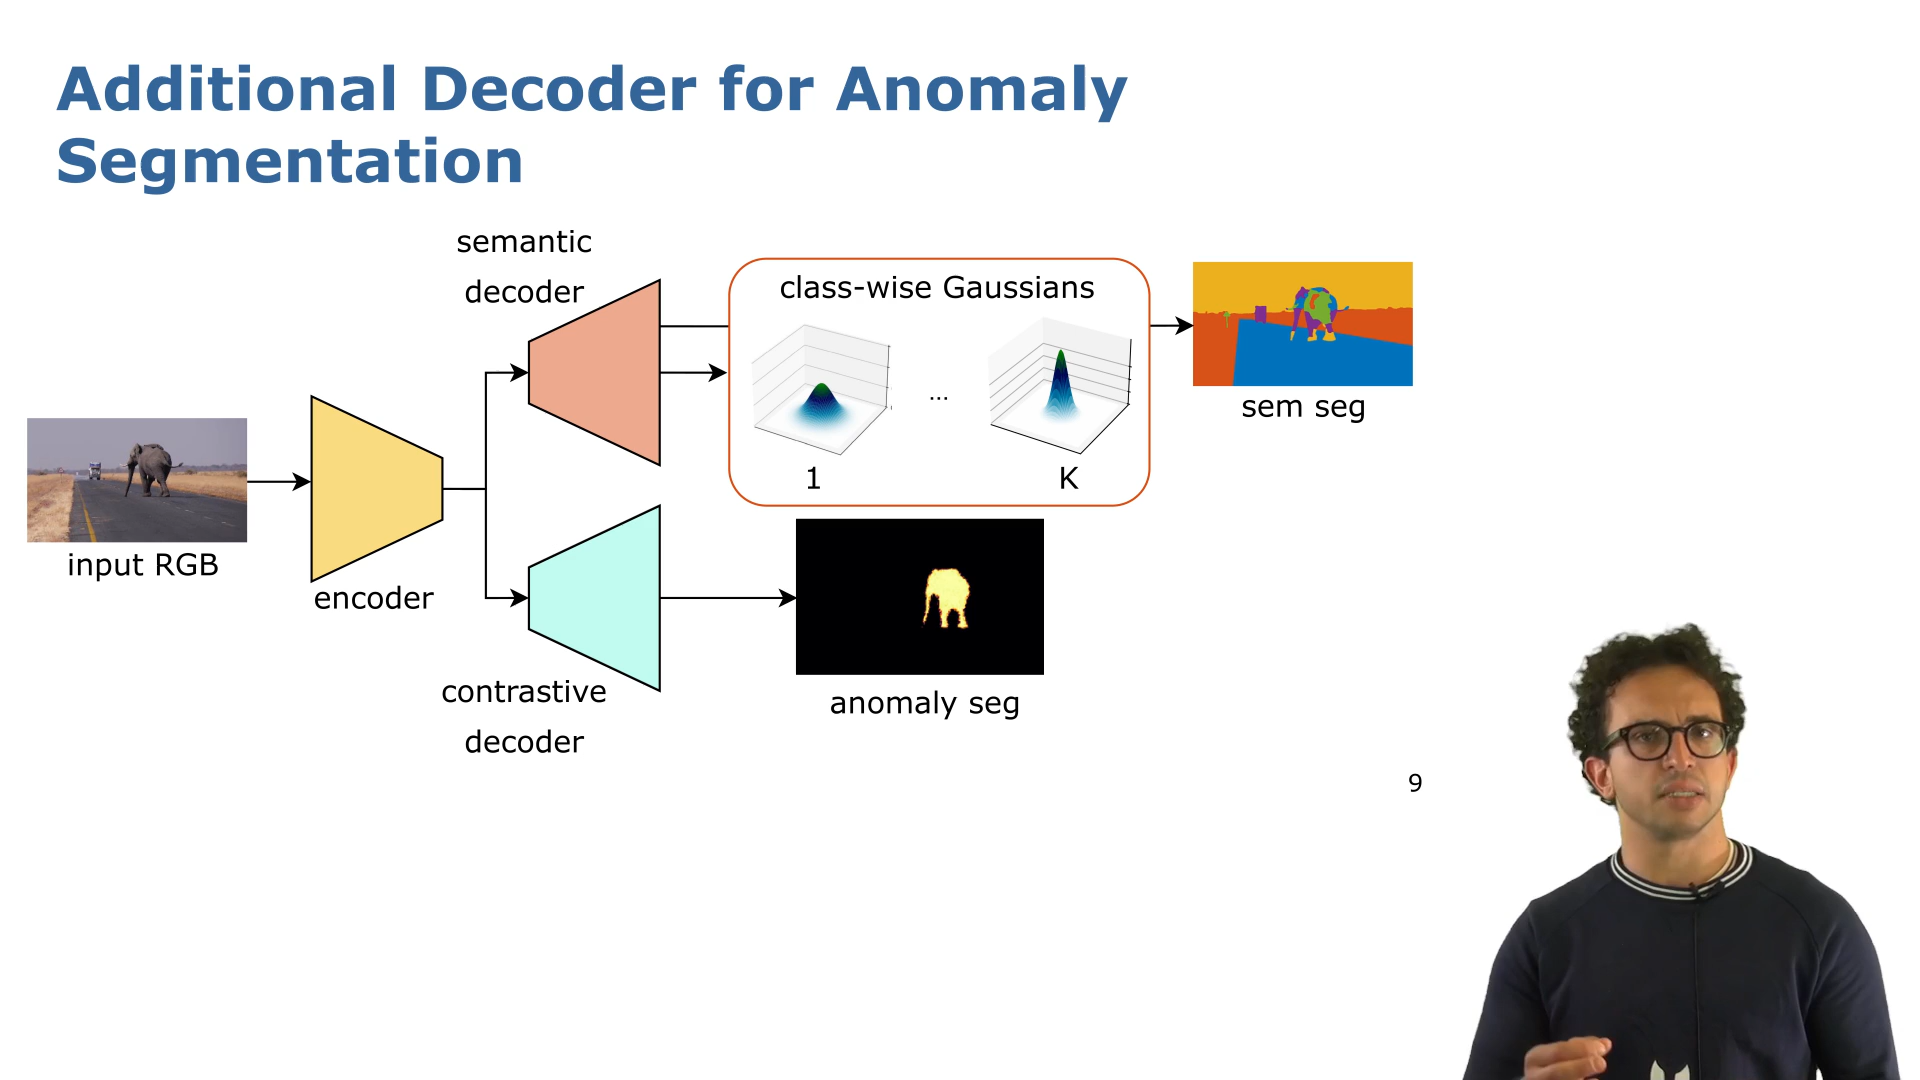 Additional Decoder for Anomaly
Segmentation
semantic
decoder
class-wise Gaussians
...
1
K
sem seg
input RGB
encoder
contrastive
decoder
anomaly seg
9